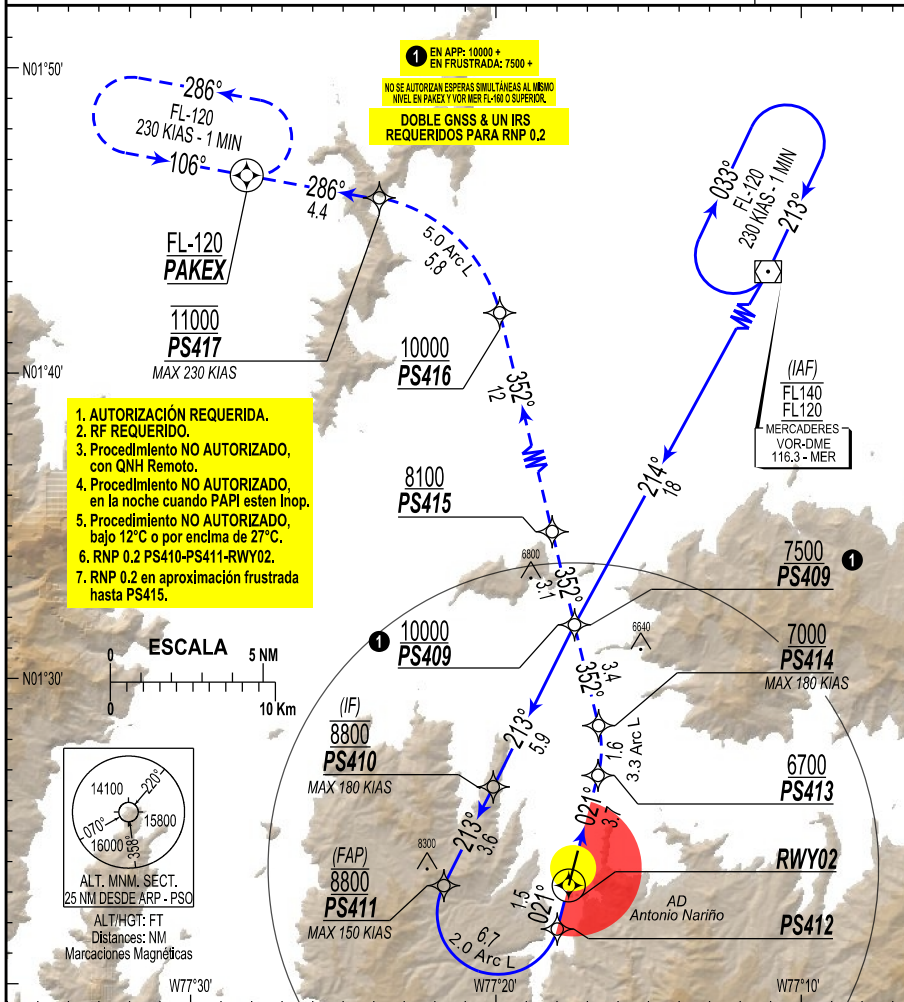 N01°50'
N01°40'
N01°30'
W77°30'
W77°20'
W77°10'
1 EN APP: 10000 +
EN FRUSTRADA: 7500 +
NO SE AUTORIZAN ESPERAS SIMULTÁNEAS AL MISMO
NIVEL EN PAKEX Y VOR MER FL-160 O SUPERIOR.
DOBLE GNSS & UN IRS
REQUERIDOS PARA RNP 0.2
286°
FL-120
230 KIAS - 1 MIN
106°
286°
4.4
FL-120
PAKEX
11000
PS417
MAX 230 KIAS
5.0 Arc L
5.8
10000
PS416
352°
12
033°
FL-120
230 KIAS - 1 MIN
213°
(IAF)
FL140
FL120
MERCADERES
VOR-DME
116.3 - MER
214°
18
1. AUTORIZACIÓN REQUERIDA.
2. RF REQUERIDO.
3. Procedimiento NO AUTORIZADO,
con QNH Remoto.
4. Procedimiento NO AUTORIZADO,
en la noche cuando PAPI esten Inop.
5. Procedimiento NO AUTORIZADO,
bajo 12°C o por encima de 27°C.
6. RNP 0.2 PS410-PS411-RWY02.
7. RNP 0.2 en aproximación frustrada
hasta PS415.
8100
PS415
6800
352°
3.1
7500
PS409
1
1
10000
PS409
6640
352°
3.4
7000
PS414
MAX 180 KIAS
ESCALA
0
5 NM
0
10 Km
(IF)
8800
PS410
MAX 180 KIAS
213°
5.9
1.6
3.3 Arc L
6700
PS413
14100
220°
15800
070°
16000
358°
ALT. MNM. SECT.
25 NM DESDE ARP - PSO
ALT/HGT: FT
Distances: NM
Marcaciones Magnéticas
213°
3.6
8300
(FAP)
8800
PS411
MAX 150 KIAS
021°
3.7
RWY02
AD
Antonio Nariño
1.5
021°
PS412
6.7
2.0 Arc L